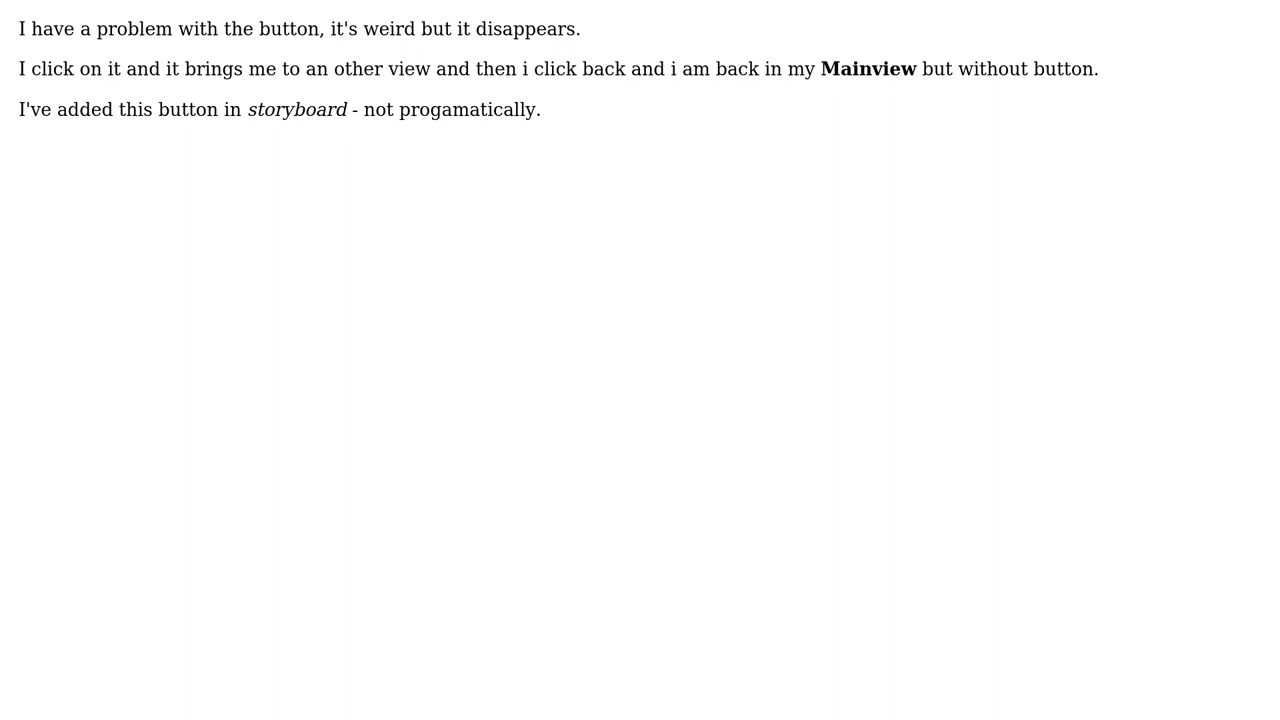 I have a problem with the button, it's weird but it disappears.
I click on it and it brings me to an other view and then i click back and i am back in my Mainview but without button.
I've added this button in storyboard - not progamatically.